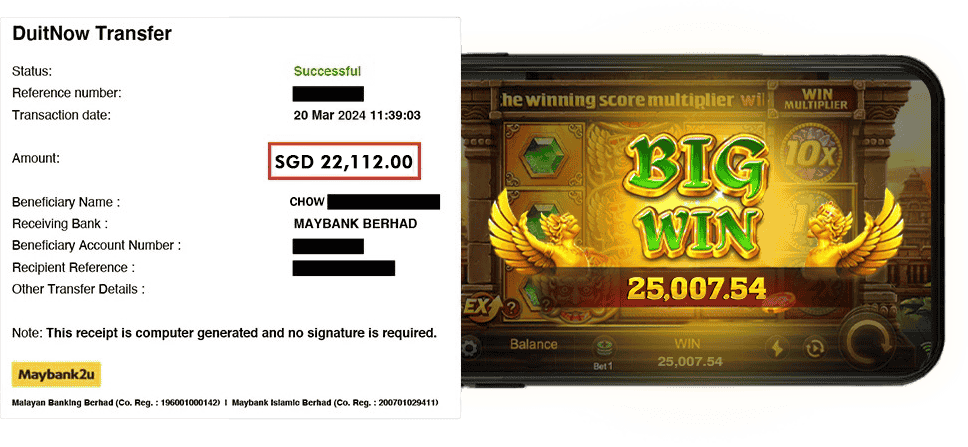 DuitNow Transfer
Status: Successful
Reference number:
Transaction date: 20 Mar 2024 11:39:03
Amount: SGD 22,112.00
Beneficiary Name : CHOW
Receiving Bank : MAYBANK BERHAD
Beneficiary Account Number :
Recipient Reference :
Other Transfer Details :
Note: This receipt is computer generated and no signature is required.
Maybank2u
Malayan Banking Berhad (Co. Reg. : 196001000142) | Maybank Islamic Berhad (Co. Reg. : 200701029411)
he winning score multiplier wil
WIN
MULTIPLIER
10x
BIG
WIN
25,007.54
EX
?
Balance
Bet1
WIN
25,007.54